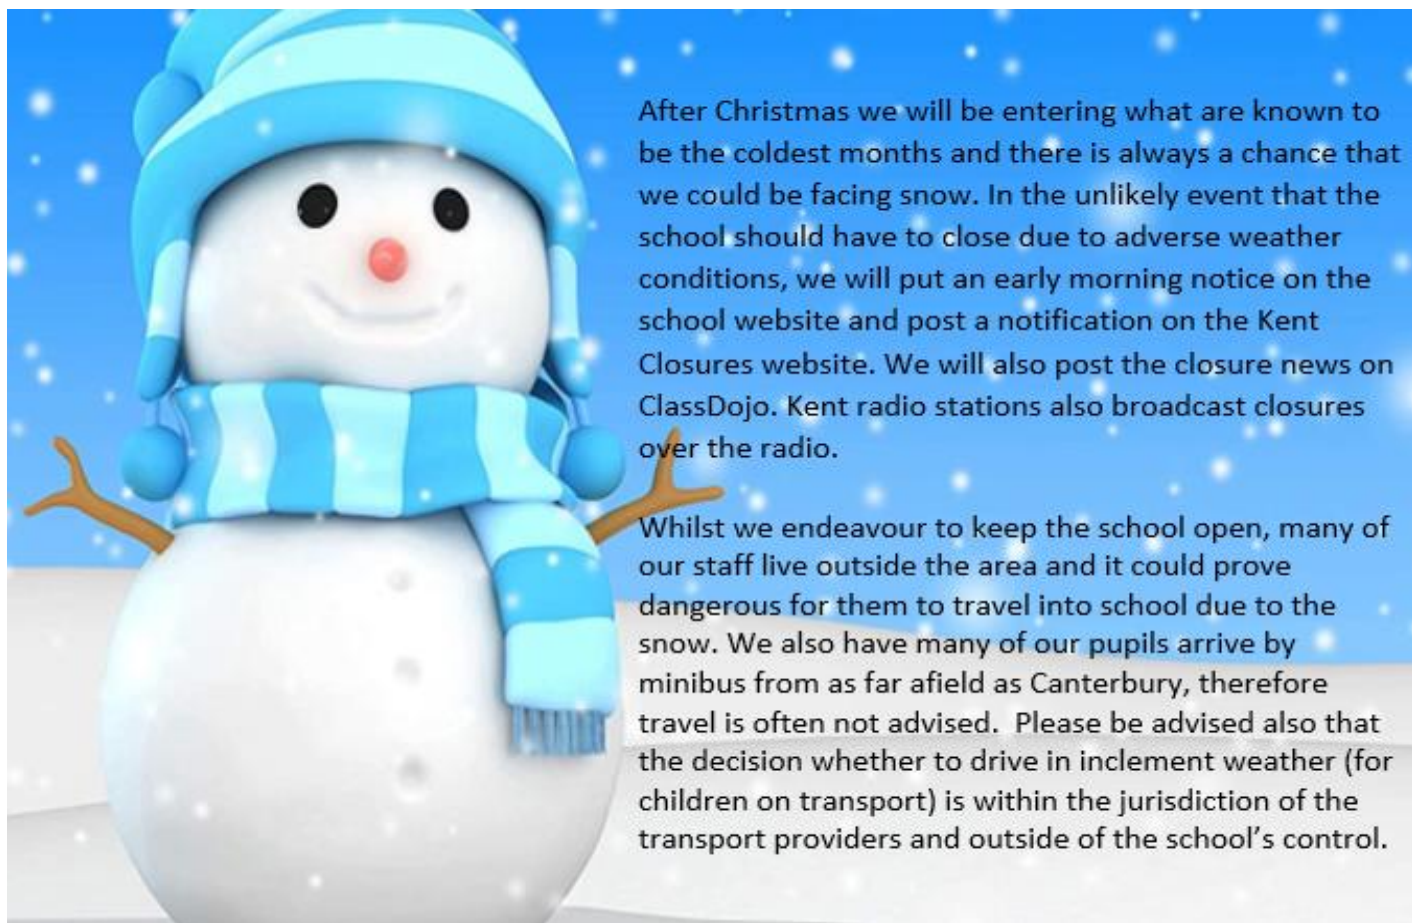 After Christmas we will be entering what are known to
be the coldest months and there is always a chance that
we could be facing snow. In the unlikely event that the
school should have to close due to adverse weather
conditions, we will put an early morning notice on the
school website and post a notification on the Kent
Closures website. We will also post the closure news on
ClassDojo. Kent radio stations also broadcast closures
over the radio.
Whilst we endeavour to keep the school open, many of
our staff live outside the area and it could prove
dangerous for them to travel into school due to the
snow. We also have many of our pupils arrive by
minibus from as far afield as Canterbury, therefore
travel is often not advised.  Please be advised also that
the decision whether to drive in inclement weather (for
children on transport) is within the jurisdiction of the
transport providers and outside of the school’s control.